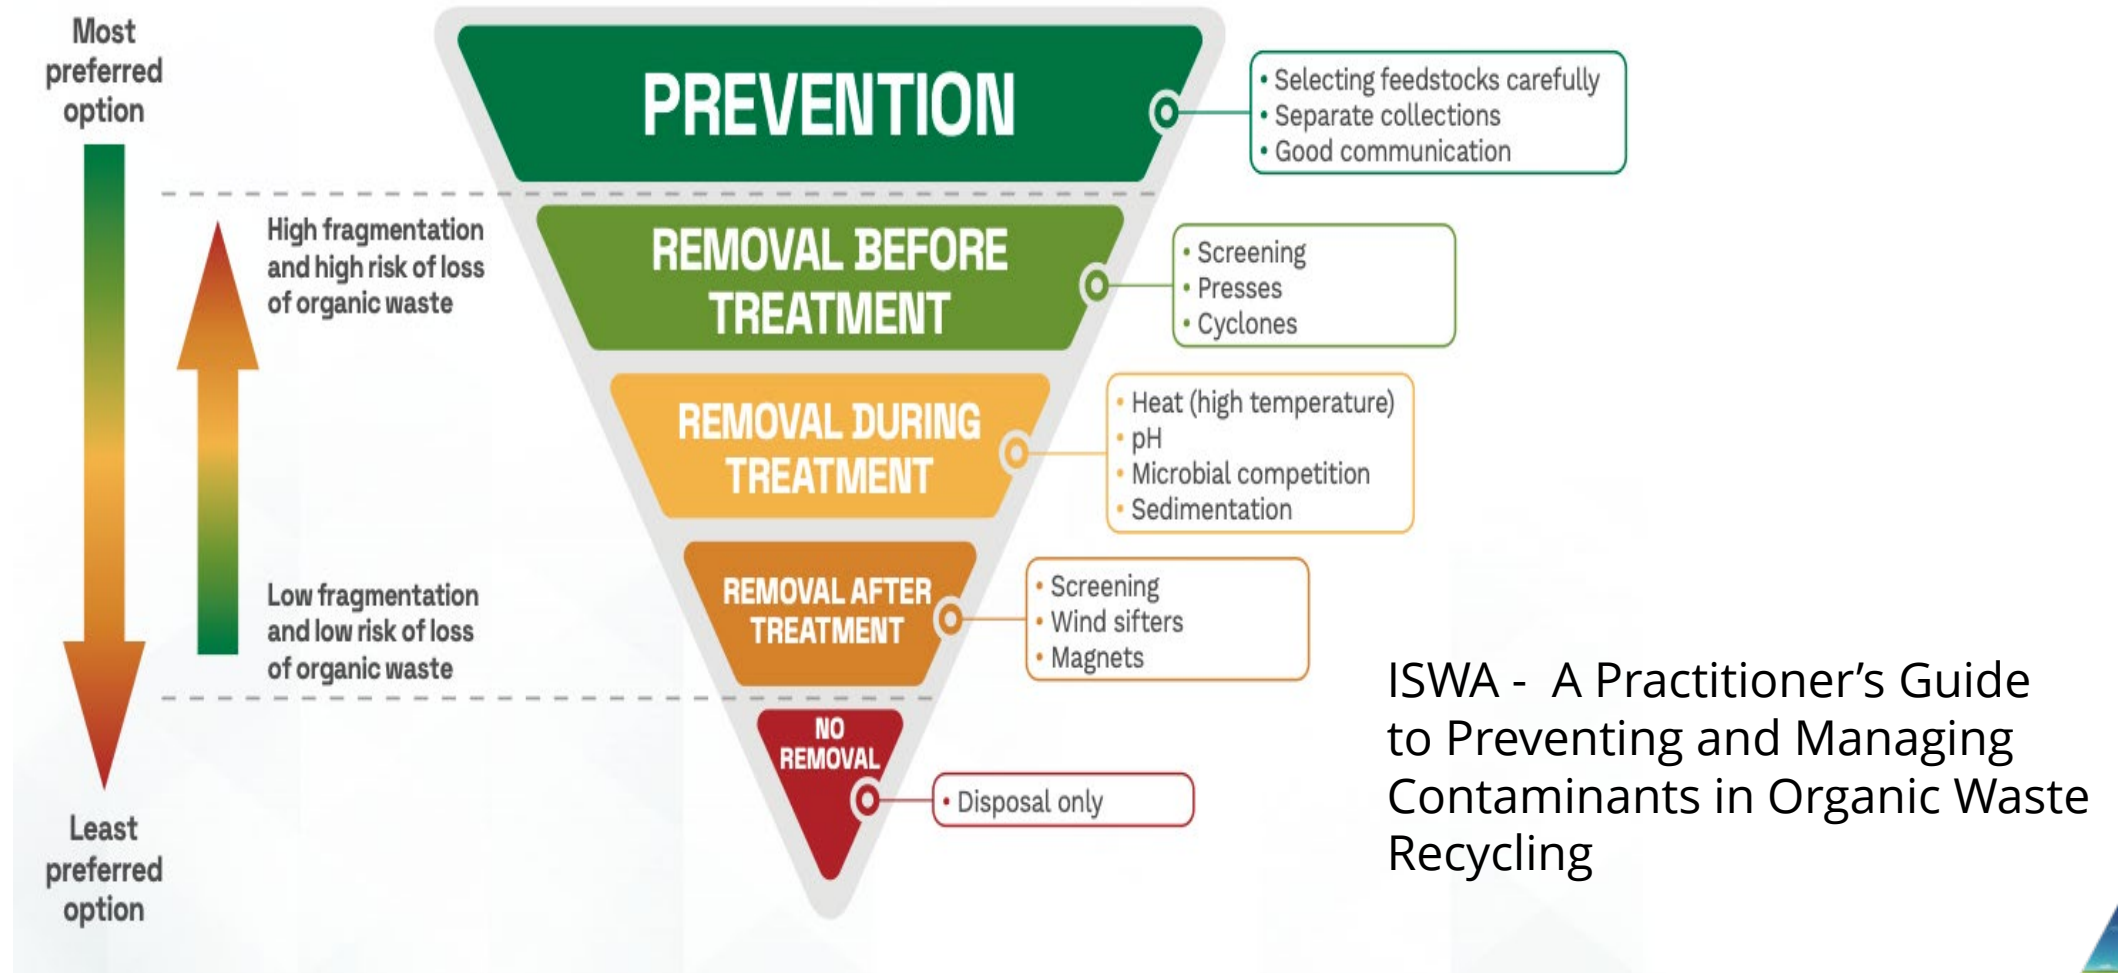 Most
preferred
option
PREVENTION
• Selecting feedstocks carefully
• Separate collections
• Good communication
High fragmentation
and high risk of loss
of organic waste
REMOVAL BEFORE
TREATMENT
• Screening
• Presses
• Cyclones
REMOVAL DURING
TREATMENT
• Heat (high temperature)
• pH
• Microbial competition
• Sedimentation
Low fragmentation
and low risk of loss
of organic waste
REMOVAL AFTER
TREATMENT
• Screening
• Wind sifters
• Magnets
NO
REMOVAL
• Disposal only
Least
preferred
option
ISWA - A Practitioner’s Guide
to Preventing and Managing
Contaminants in Organic Waste
Recycling